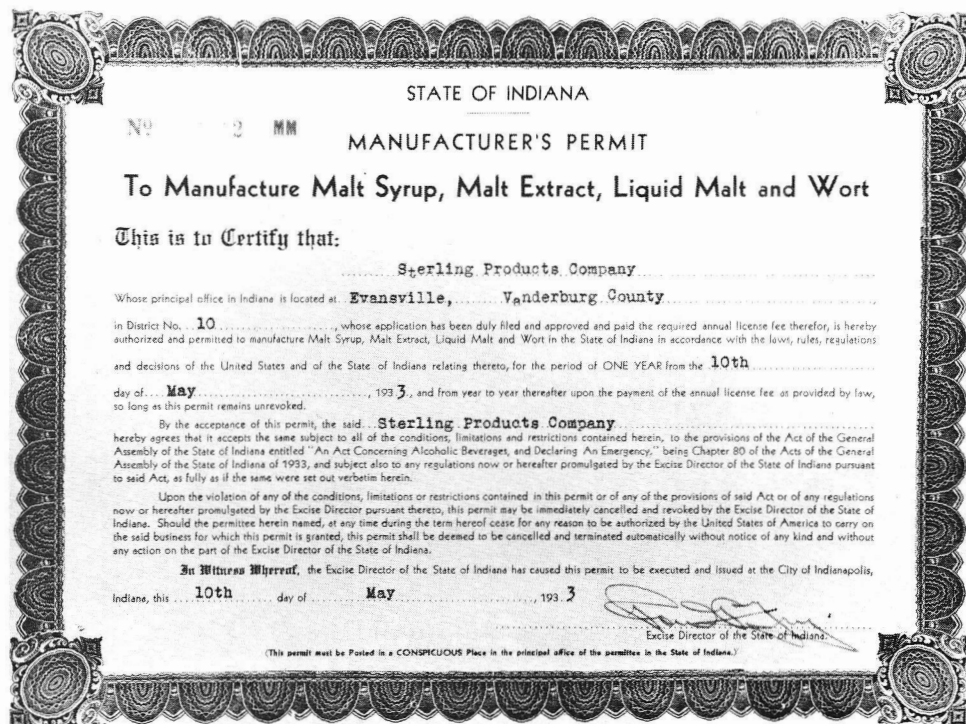 STATE OF INDIANA
Nº 2 MM
MANUFACTURER'S PERMIT
To Manufacture Malt Syrup, Malt Extract, Liquid Malt and Wort
This is to Certify that:
Sterling Products Company
Whose principal office in Indiana is located at Evansville, Vanderburg County,
in District No. 10, whose application has been duly filed and approved and paid the required annual license fee therefor, is hereby
authorized and permitted to manufacture Malt Syrup, Malt Extract, Liquid Malt and Wort in the State of Indiana in accordance with the laws, rules, regulations
and decisions of the United States and of the State of Indiana relating thereto, for the period of ONE YEAR from the 10th
day of May, 1933, and from year to year thereafter upon the payment of the annual license fee as provided by law,
so long as this permit remains unrevoked.
By the acceptance of this permit, the said Sterling Products Company
hereby agrees that it accepts the same subject to all of the conditions, limitations and restrictions contained herein, to the provisions of the Act of the General
Assembly of the State of Indiana entitled "An Act Concerning Alcoholic Beverages, and Declaring An Emergency," being Chapter 80 of the Acts of the General
Assembly of the State of Indiana of 1933, and subject also to any regulations now or hereafter promulgated by the Excise Director of the State of Indiana pursuant
to said Act, as fully as if the same were set out verbetim herein.
Upon the violation of any of the conditions, limitations or restrictions contained in this permit or of any of the provisions of said Act or of any regulations
now or hereafter promulgated by the Excise Director pursuant thereto, this permit may be immediately cancelled and revoked by the Excise Director of the State of
Indiana. Should the permittee herein named, at any time during the term hereof cease for any reason to be authorized by the United States of America to carry on
the said business for which this permit is granted, this permit shall be deemed to be cancelled and terminated automatically without notice of any kind and without
any action on the part of the Excise Director of the State of Indiana.
In Witness Whereof, the Excise Director of the State of Indiana has caused this permit to be executed and issued at the City of Indianapolis,
Indiana, this 10th day of May, 1933
Excise Director of the State of Indiana.
(This permit must be Posted in a CONSPICUOUS Place in the principal office of the permittee in the State of Indiana.)